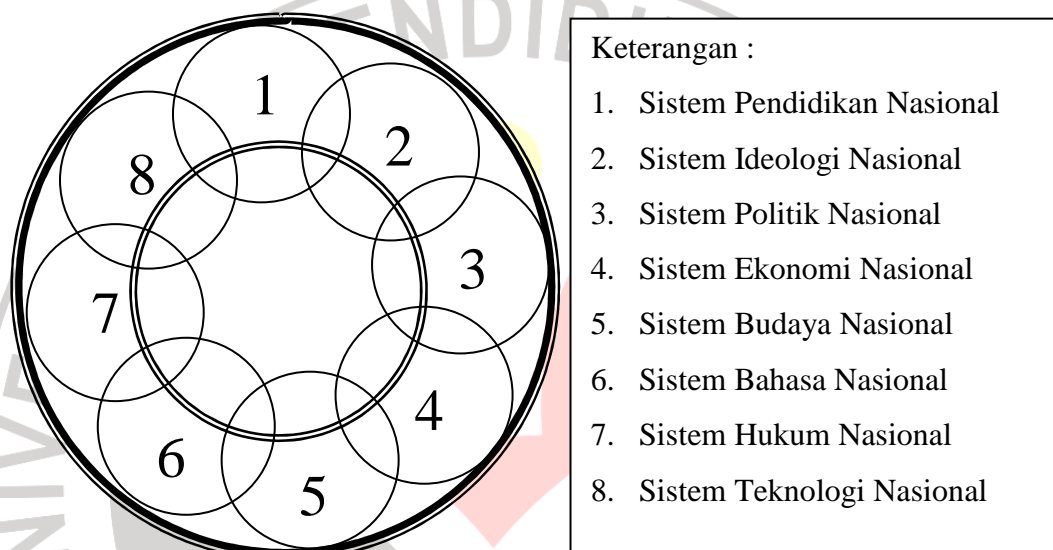 1
2
3
4
5
6
7
8
Keterangan :
1. Sistem Pendidikan Nasional
2. Sistem Ideologi Nasional
3. Sistem Politik Nasional
4. Sistem Ekonomi Nasional
5. Sistem Budaya Nasional
6. Sistem Bahasa Nasional
7. Sistem Hukum Nasional
8. Sistem Teknologi Nasional